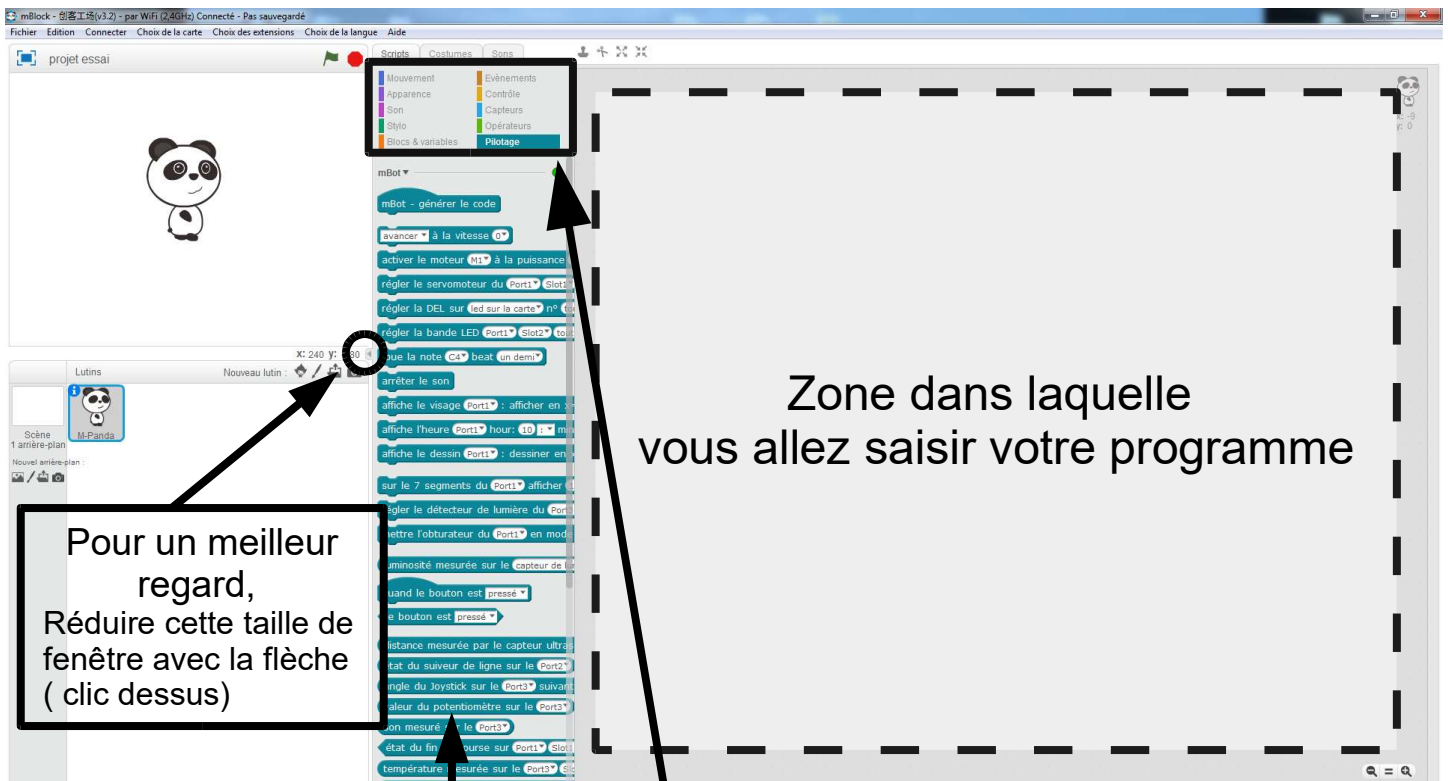 mBlock - 创客工场(v3.2) - par WiFi (2,4GHz) Connecté - Pas sauvegardé
Fichier Edition Connecter Choix de la carte Choix des extensions Choix de la langue Aide
projet essai
Scripts Costumes Sons
Mouvement Evènements
Apparence Contrôle
Son Capteurs
Stylo Opérateurs
Blocs & variables Pilotage
x: -9
y: 0
mBot
mBot - générer le code
avancer à la vitesse 0
activer le moteur M1 à la puissance
régler le servomoteur du Port1
régler la DEL sur led sur la carte n°
régler la bande LED Port1 Slot2
la note C4 beat un demi
arrêter le son
affiche le visage Port1 : afficher en
affiche l'heure Port1 hour: 10 :
affiche le dessin Port1 : dessiner en
sur le 7 segments du Port1 afficher
régler le détecteur de lumière du
mettre l'obturateur du Port1 en mode
luminosité mesurée sur le capteur de
quand le bouton est pressé
bouton est pressé
distance mesurée par le capteur
état du suiveur de ligne sur le Port2
angle du Joystick sur le Port3 suivant
valeur du potentiomètre sur le Port3
son mesuré le Port3
état du fin sur Port1
température sur le Port3
X: 240 y:
Lutins Nouveau lutin :
Scène
1 arrière-plan
M-Panda
Nouvel arrière-plan :
Pour un meilleur
regard,
Réduire cette taille de
fenêtre avec la flèche
( clic dessus)
Zone dans laquelle
vous allez saisir votre programme